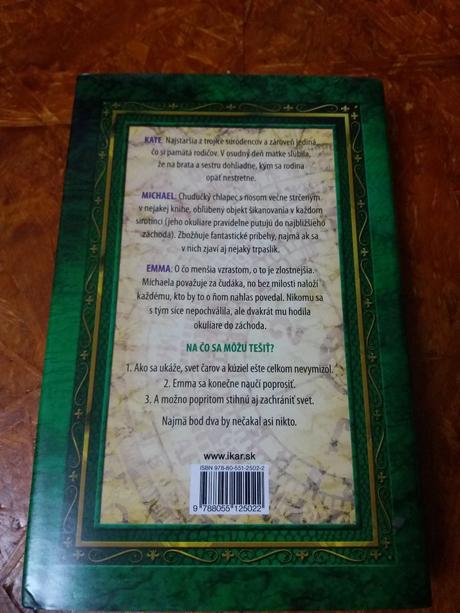 KATE: Najstaršia z trojice súrodencov a zároveň jediná,
čo si pamätá rodičov. V osudný deň matke sľúbila,
že na brata a sestru dohliadne, kým sa rodina
opäť nestretne.
MICHAEL: Chudučký chlapec s nosom večne strčeným
v nejakej knihe, obľúbený objekt šikanovania v každom
sirotinci (jeho okuliare pravidelne putujú do najbližšieho
záchoda). Zbožňuje fantastické príbehy, najmä ak sa
v nich zjaví aj nejaký trpaslík.
EMMA: O čo menšia vzrastom, o to je zlostnejšia.
Michaela považuje za čudáka, no bez milosti naloží
každému, kto by to o ňom nahlas povedal. Nikomu sa
s tým síce nepochválila, ale dvakrát mu hodila
okuliare do záchoda.
NA ČO SA MÔŽU TEŠIŤ?
1. Ako sa ukáže, svet čarov a kúziel ešte celkom nevymizol.
2. Emma sa konečne naučí poprosiť.
3. A možno popritom stihnú aj zachrániť svet.
Najmä bod dva by nečakal asi nikto.
www.ikar.sk
ISBN 978-80-551-2502-2
9 788055 125022